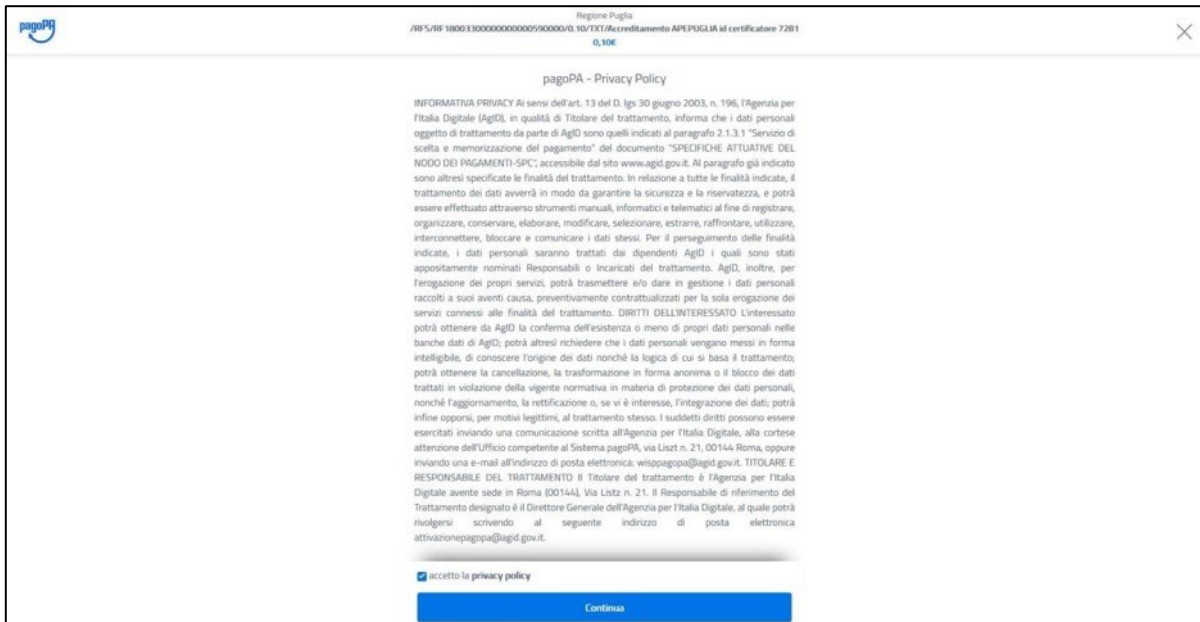 pagoPA
Regione Puglia
/RFS/RF18003300000000000590000/0.10/TXT/Accreditamento APEPUGLIA id certificatore 7281
0,10€
pagoPA - Privacy Policy
INFORMATIVA PRIVACY Ai sensi dell'art. 13 del D. lgs 30 giugno 2003, n. 196, l'Agenzia per
l'Italia Digitale (AgID), in qualità di Titolare del trattamento, informa che i dati personali
oggetto di trattamento da parte di AgID sono quelli indicati al paragrafo 2.1.3.1 "Servizio di
scelta e memorizzazione del pagamento" del documento "SPECIFICHE ATTUATIVE DEL
NODO DEI PAGAMENTI-SPC", accessibile dal sito www.agid.gov.it. Al paragrafo già indicato
sono altresì specificate le finalità del trattamento. In relazione a tutte le finalità indicate, il
trattamento dei dati avverrà in modo da garantire la sicurezza e la riservatezza, e potrà
essere effettuato attraverso strumenti manuali, informatici e telematici al fine di registrare,
organizzare, conservare, elaborare, modificare, selezionare, estrarre, raffrontare, utilizzare,
interconnettere, bloccare e comunicare i dati stessi. Per il perseguimento delle finalità
indicate, i dati personali saranno trattati dai dipendenti AgID i quali sono stati
appositamente nominati Responsabili o Incaricati del trattamento. AgID, inoltre, per
l'erogazione dei propri servizi, potrà trasmettere e/o dare in gestione i dati personali
raccolti a suoi aventi causa, preventivamente contrattualizzati per la sola erogazione dei
servizi connessi alle finalità del trattamento. DIRITTI DELL'INTERESSATO L'interessato
potrà ottenere da AgID la conferma dell'esistenza o meno di propri dati personali nelle
banche dati di AgID; potrà altresì richiedere che i dati personali vengano messi in forma
intelligibile, di conoscere l'origine dei dati nonché la logica di cui si basa il trattamento;
potrà ottenere la cancellazione, la trasformazione in forma anonima o il blocco dei dati
trattati in violazione della vigente normativa in materia di protezione dei dati personali,
nonché l'aggiornamento, la rettificazione o, se vi è interesse, l'integrazione dei dati; potrà
infine opporsi, per motivi legittimi, al trattamento stesso. I suddetti diritti possono essere
esercitati inviando una comunicazione scritta all'Agenzia per l'Italia Digitale, alla cortese
attenzione dell'Ufficio competente al Sistema pagoPA, via Liszt n. 21, 00144 Roma, oppure
inviando una e-mail all'indirizzo di posta elettronica: wisppagopa@agid.gov.it. TITOLARE E
RESPONSABILE DEL TRATTAMENTO Il Titolare del trattamento è l'Agenzia per l'Italia
Digitale avente sede in Roma (00144), Via Listz n. 21. Il Responsabile di riferimento del
Trattamento designato è il Direttore Generale dell'Agenzia per l'Italia Digitale, al quale potrà
rivolgersi scrivendo al seguente indirizzo di posta elettronica
attivazionepagopa@agid.gov.it.
accetto la privacy policy
Continua